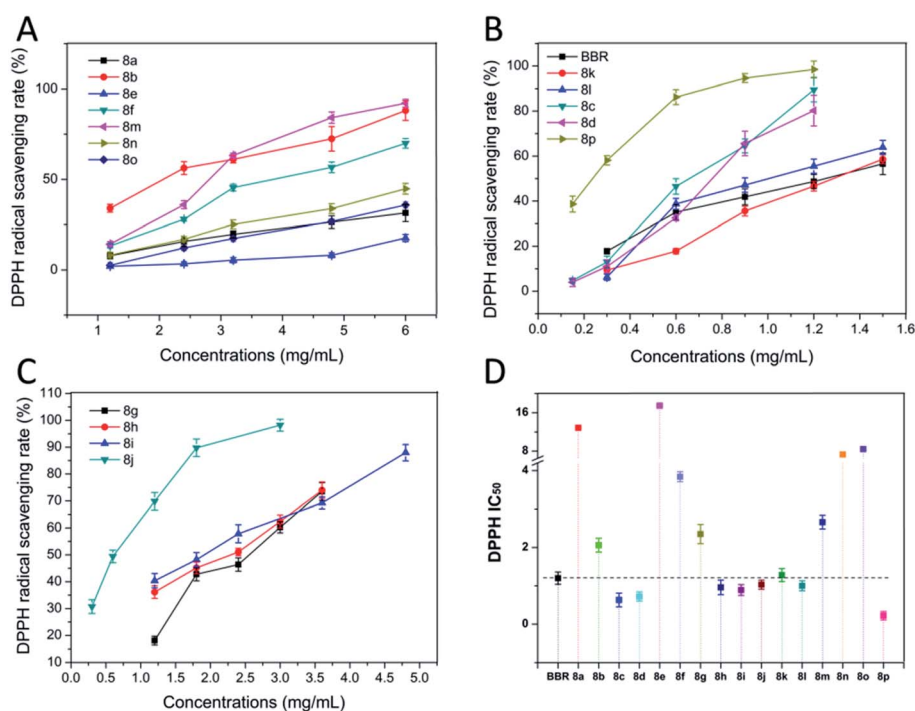 A
DPPH radical scavenging rate (%)
100
50
0
8a
8b
8e
8f
8m
8n
8o
1 2 3 4 5 6
Concentrations (mg/mL)
B
DPPH radical scavenging rate (%)
100
80
60
40
20
0
BBR
8k
8l
8c
8d
8p
0.0 0.2 0.4 0.6 0.8 1.0 1.2 1.4 1.6
Concentrations (mg/mL)
C
DPPH radical scavenging rate (%)
110
100
90
80
70
60
50
40
30
20
10
8g
8h
8i
8j
0.0 0.5 1.0 1.5 2.0 2.5 3.0 3.5 4.0 4.5 5.0
Concentrations (mg/mL)
D
DPPH IC50
16
8
4
2
0
BBR 8a 8b 8c 8d 8e 8f 8g 8h 8i 8j 8k 8l 8m 8n 8o 8p